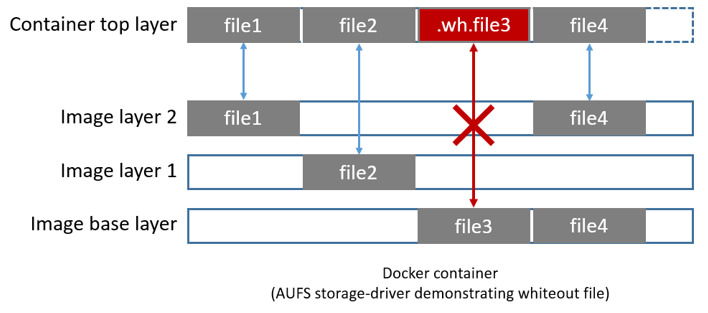 Container top layer file1 file2 .wh.file3 file4
Image layer 2 file1 file4
Image layer 1 file2
Image base layer file3 file4
Docker container
(AUFS storage-driver demonstrating whiteout file)